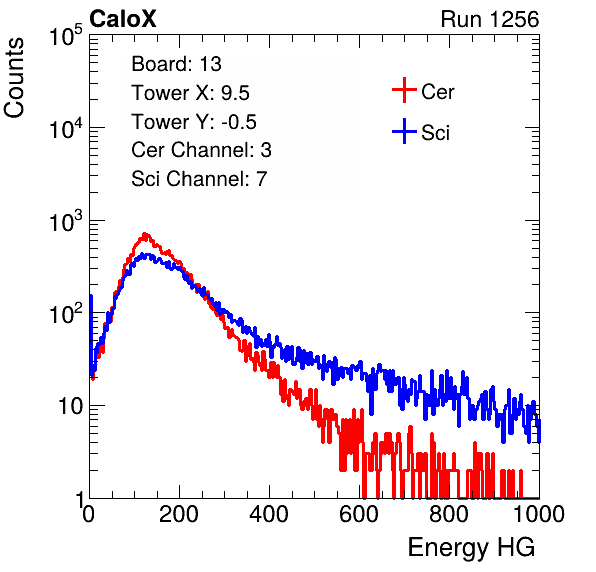 CaloX Run 1256
Counts
10^5
10^4
10^3
10^2
10
1
Board: 13
Tower X: 9.5
Tower Y: -0.5
Cer Channel: 3
Sci Channel: 7
Cer
Sci
0 200 400 600 800 1000
Energy HG